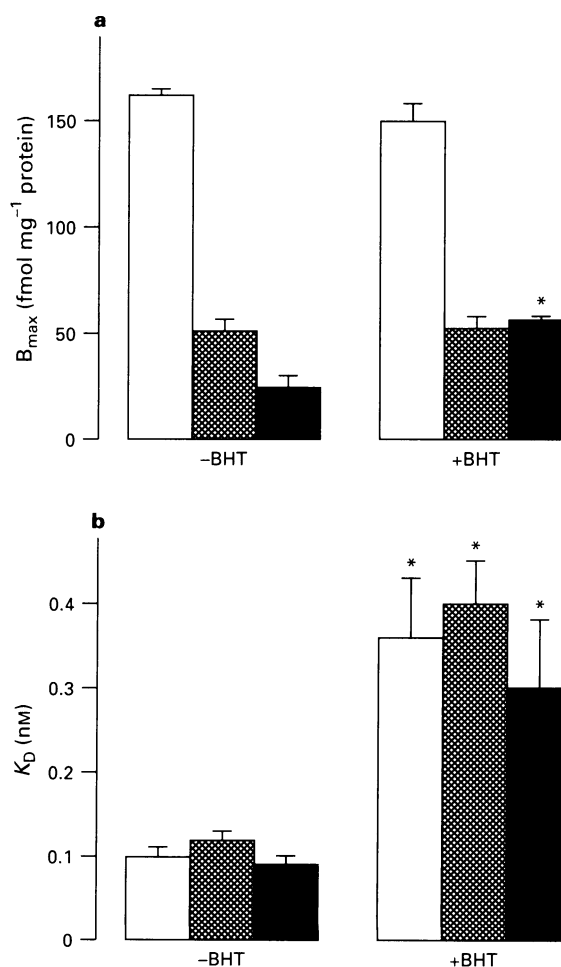 a
B_max (fmol mg⁻¹ protein)
150
100
50
0
*
–BHT
+BHT
b
K_D (nM)
0.4
0.3
0.2
0.1
0
*
*
*
–BHT
+BHT